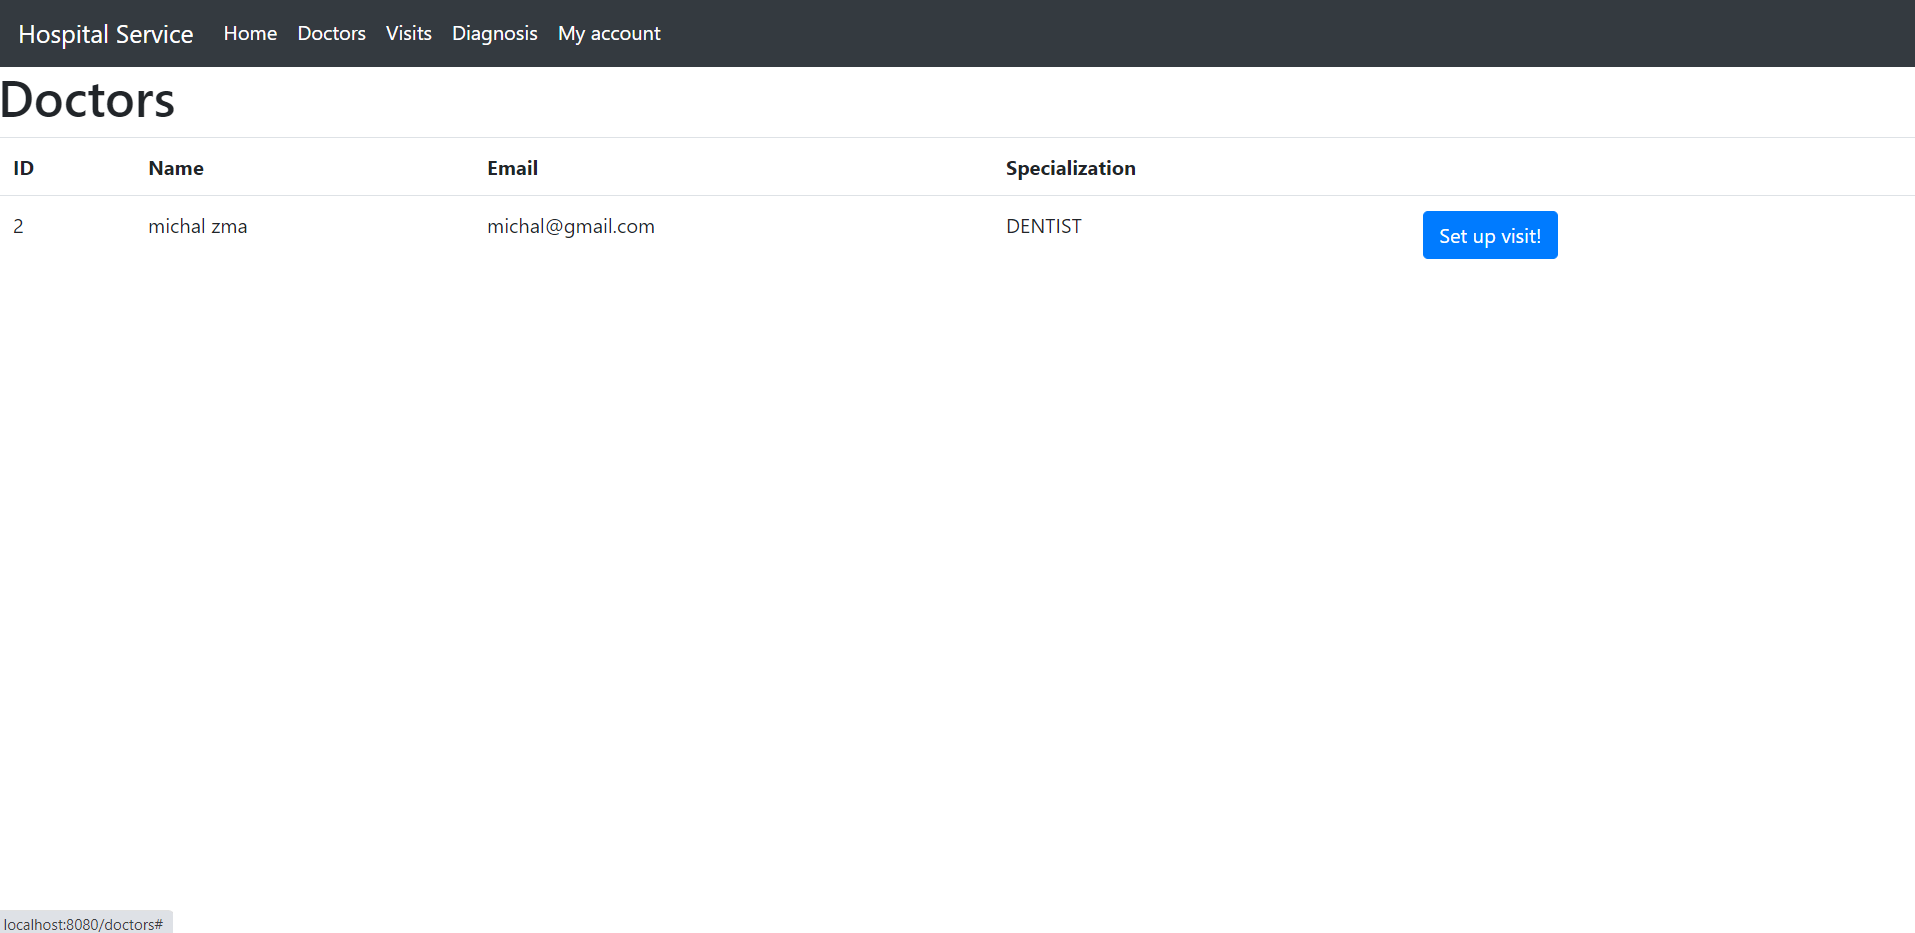 Hospital Service Home Doctors Visits Diagnosis My account
Doctors
ID Name Email Specialization
2 michal zma michal@gmail.com DENTIST Set up visit!
localhost:8080/doctors#